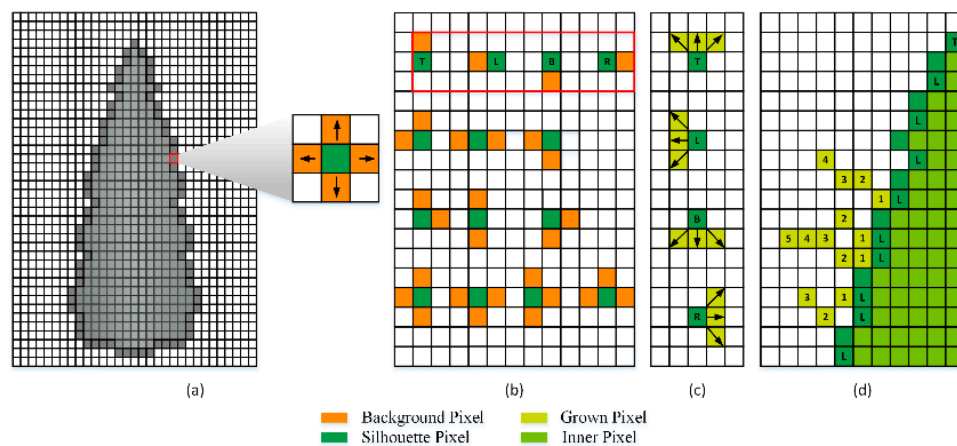 T L B R
T
L
B
R
T
L
L
L
4
L
3 2
1 L
2
5 4 3 1 L
2 1 L
3 1 L
2 L
L
L
(a) (b) (c) (d)
Background Pixel Grown Pixel
Silhouette Pixel Inner Pixel